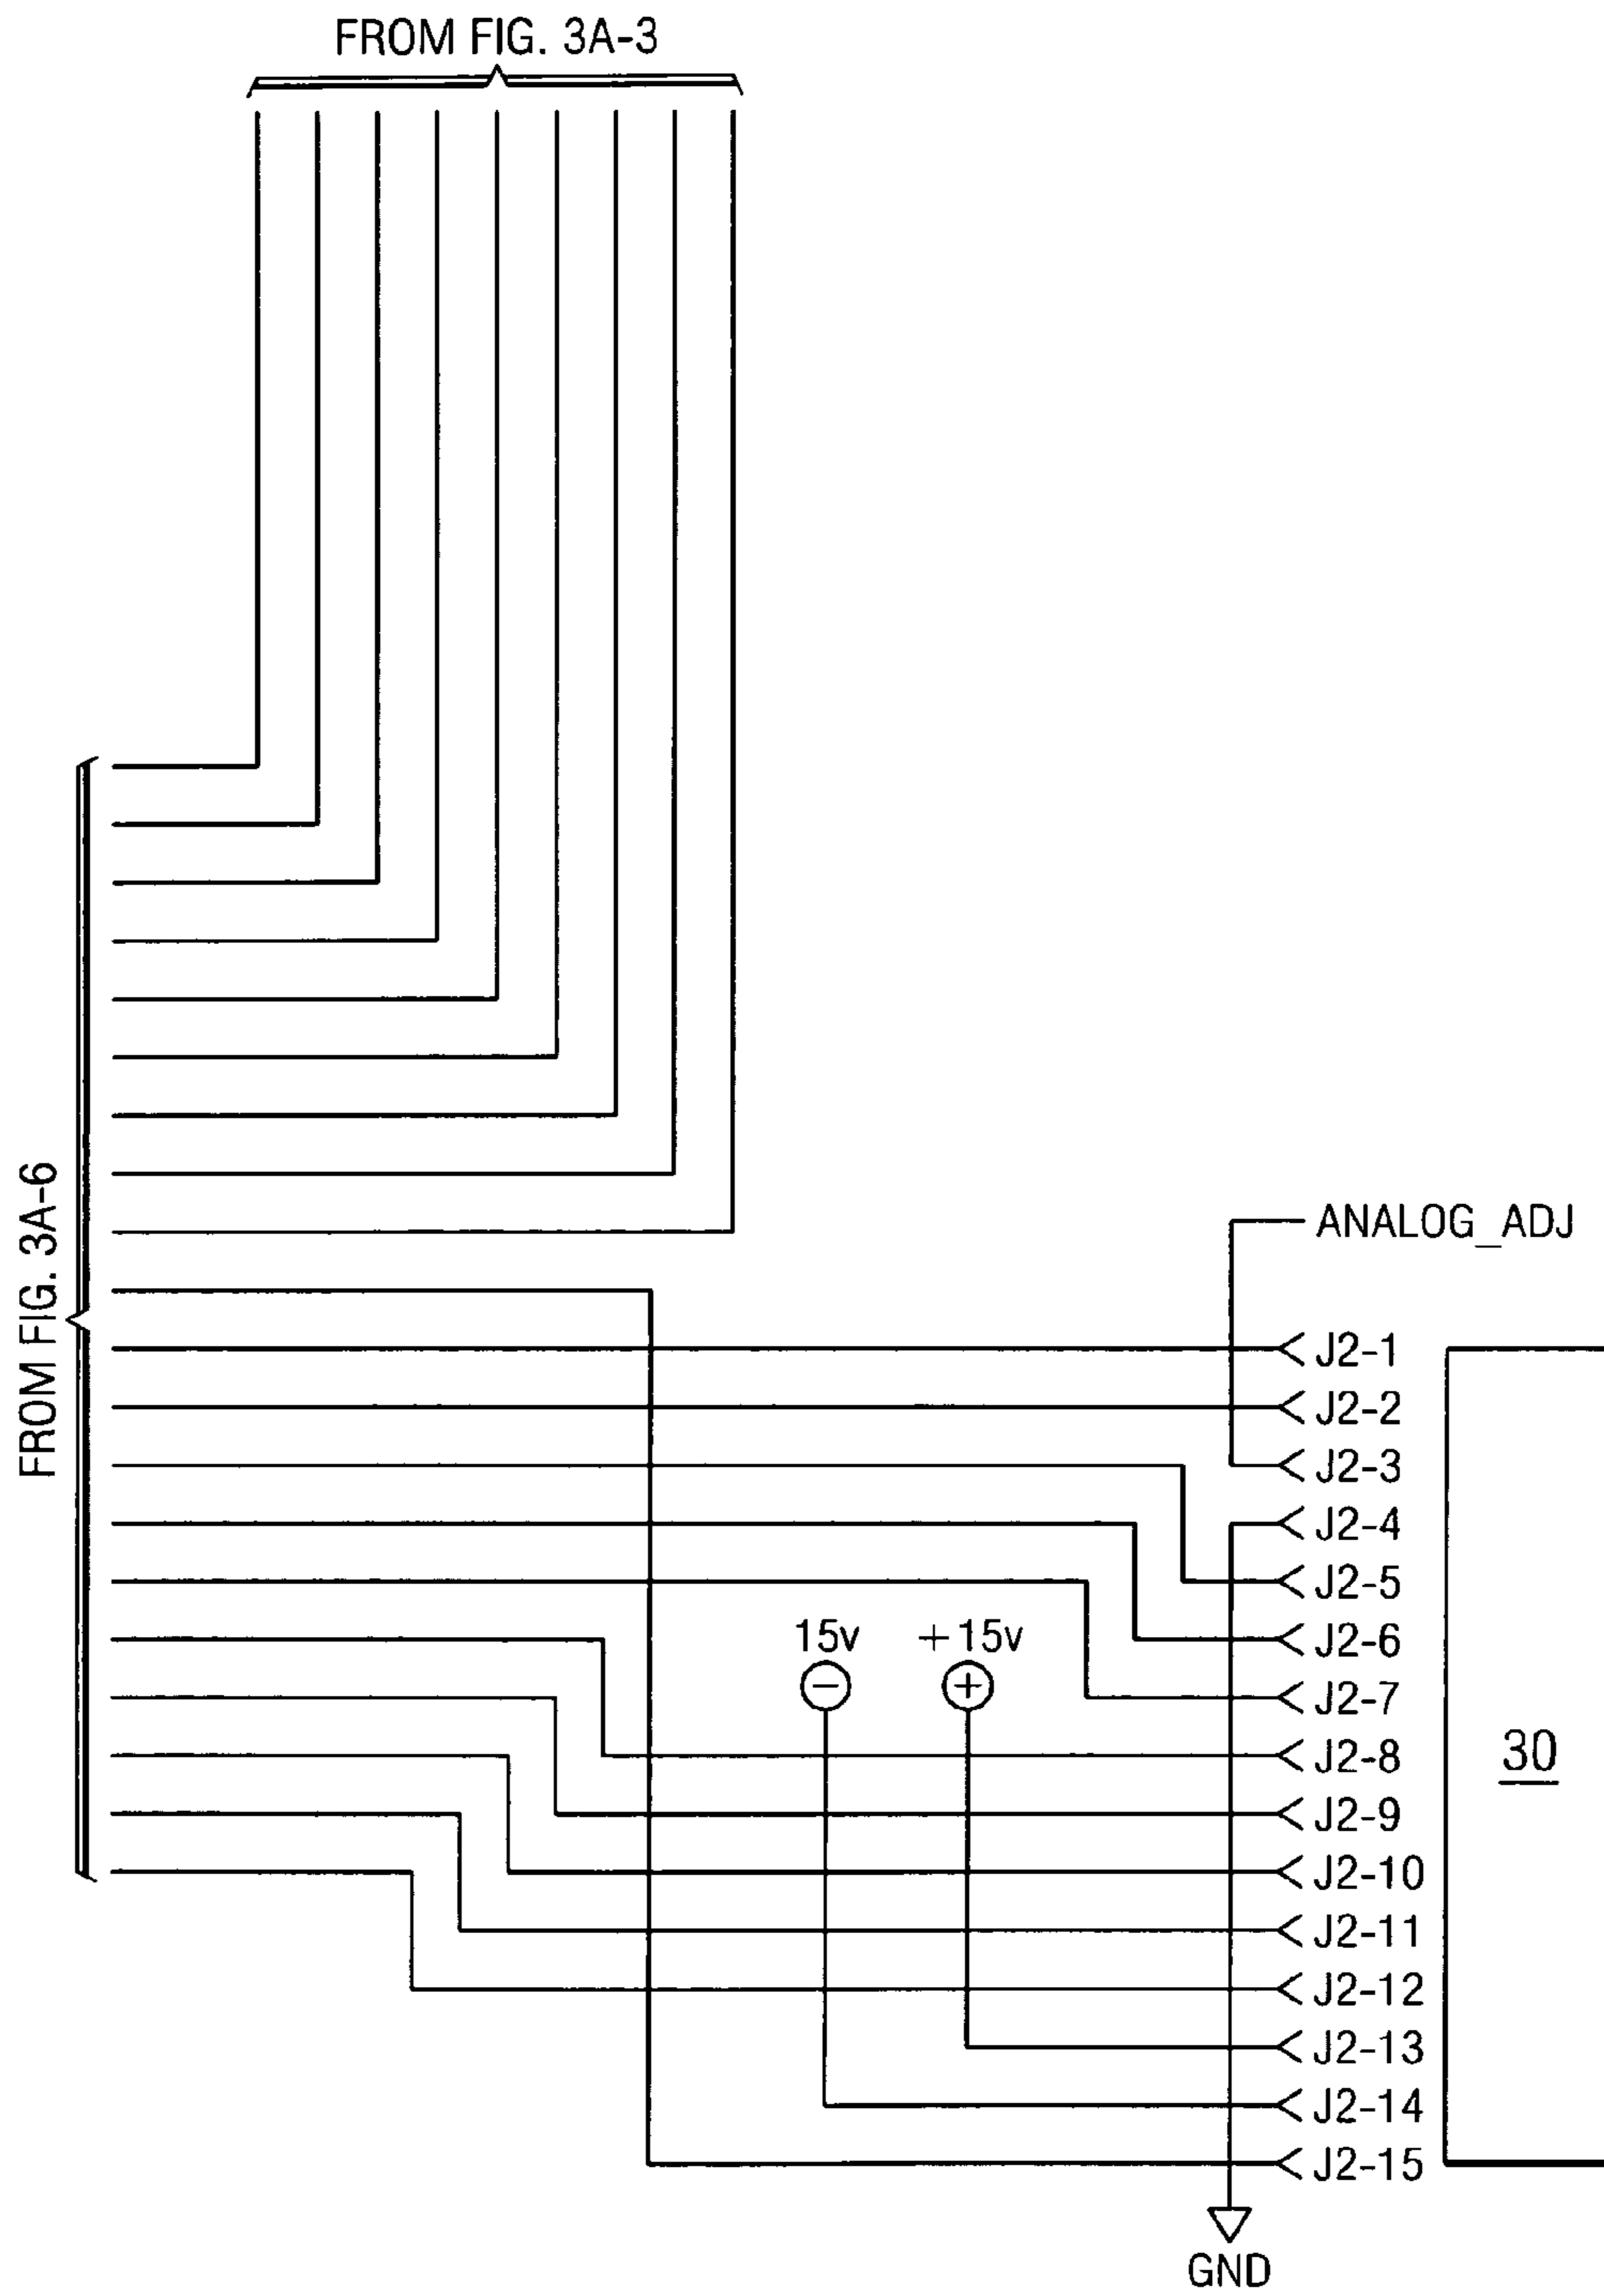 FROM FIG. 3A-3
FROM FIG. 3A-6
ANALOG_ADJ
J2-1
J2-2
J2-3
J2-4
J2-5
15v +15v
J2-6
J2-7
J2-8
30
J2-9
J2-10
J2-11
J2-12
J2-13
J2-14
J2-15
GND